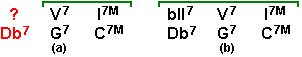 ? V7 I7M bII7 V7 I7M
Db7 G7 C7M Db7 G7 C7M
(a) (b)